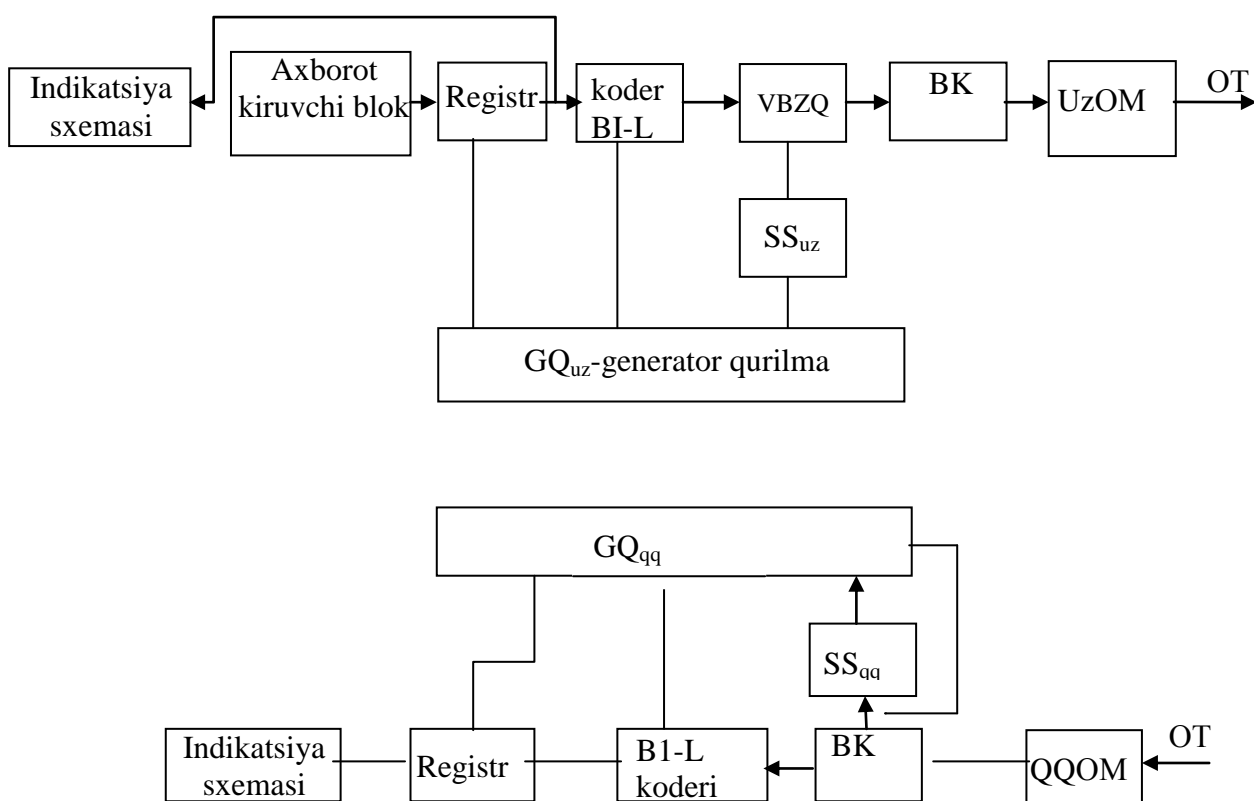 Indikatsiya
sxemasi
Axborot
kiruvchi blok
Registr
koder
BI-L
VBZQ
BK
UzOM
OT
SSuz
GQuz-generator qurilma
GQqq
SSqq
Indikatsiya
sxemasi
Registr
B1-L
koderi
BK
QQOM
OT